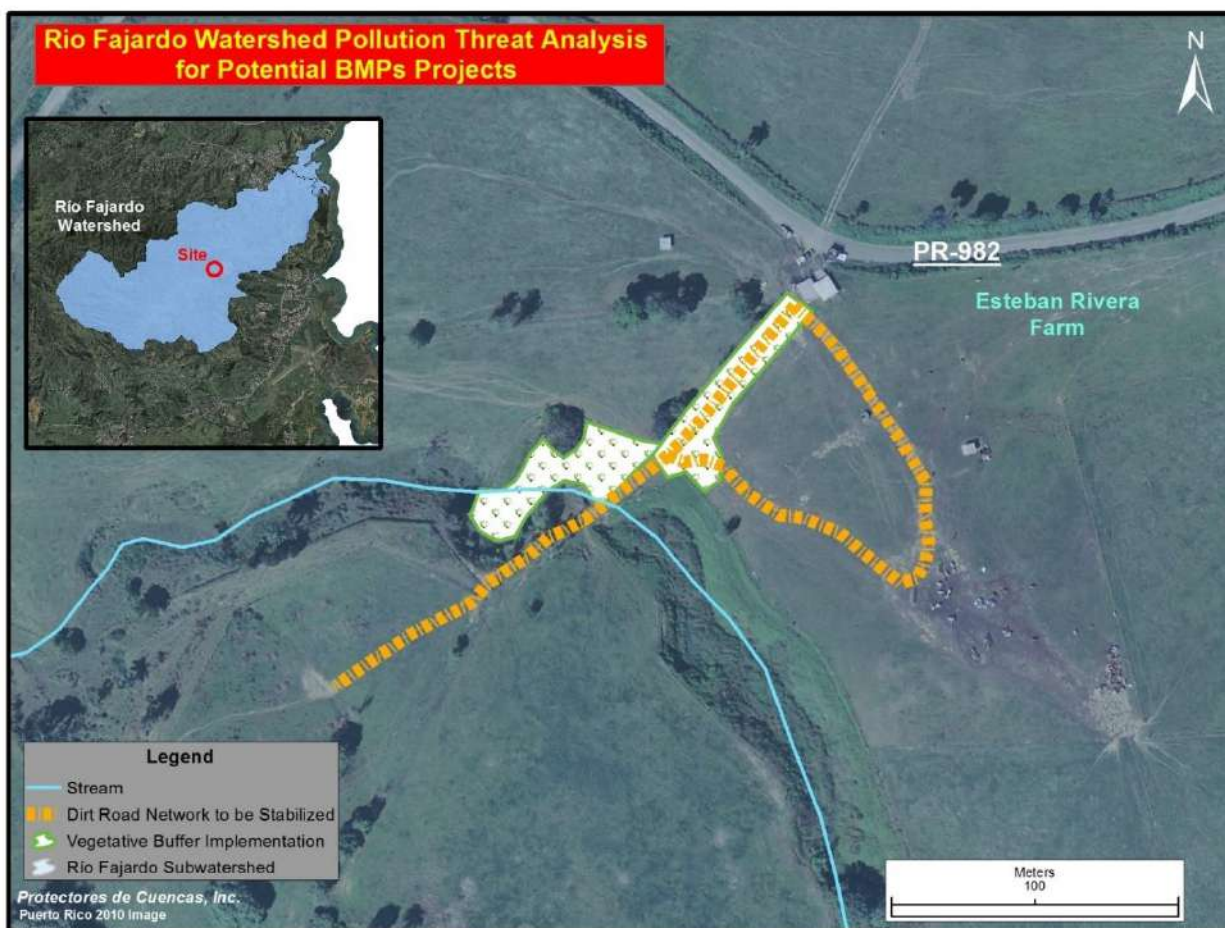 Rio Fajardo Watershed Pollution Threat Analysis
for Potential BMPs Projects
N
Río Fajardo
Watershed
Site
PR-982
Esteban Rivera
Farm
Legend
Stream
Dirt Road Network to be Stabilized
Vegetative Buffer Implementation
Río Fajardo Subwatershed
Protectores de Cuencas, Inc.
Puerto Rico 2010 Image
Meters
100